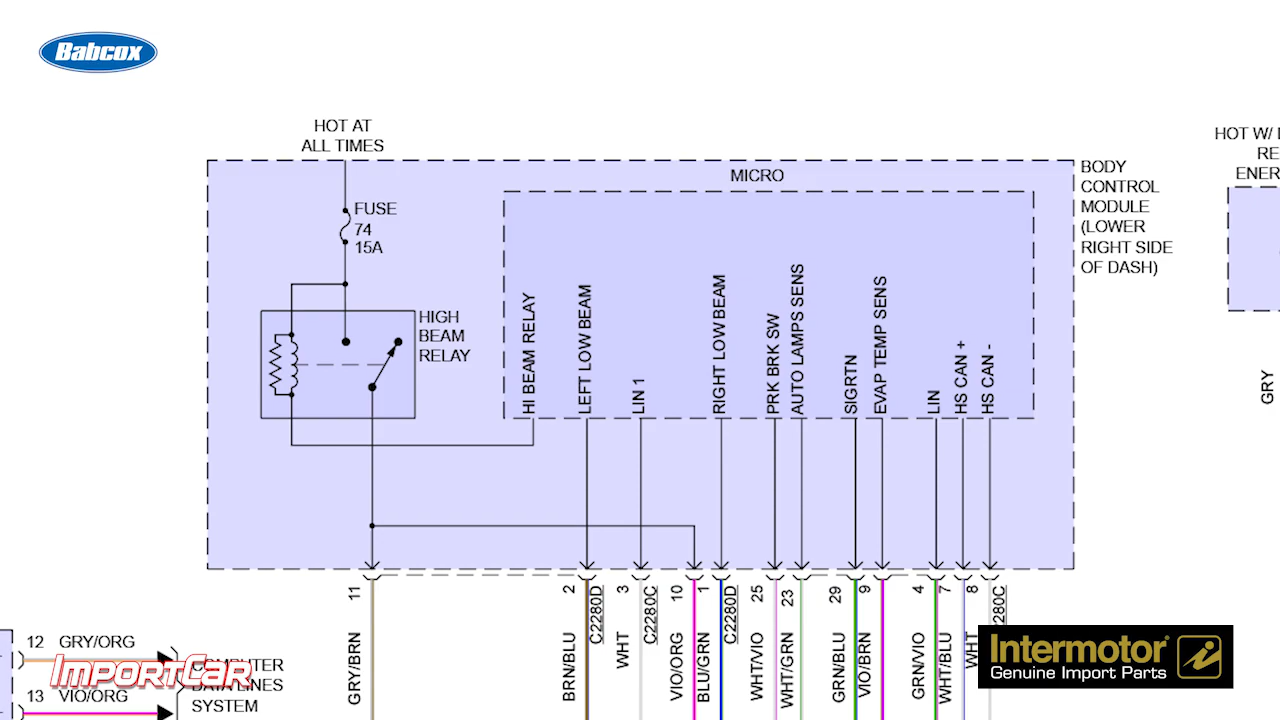 Babcox
HOT AT
ALL TIMES
FUSE
74
15A
HIGH
BEAM
RELAY
MICRO
HI BEAM RELAY
LEFT LOW BEAM
LIN 1
RIGHT LOW BEAM
PRK BRK SW
AUTO LAMPS SENS
SIGRTN
EVAP TEMP SENS
LIN
HS CAN +
HS CAN -
BODY
CONTROL
MODULE
(LOWER
RIGHT SIDE
OF DASH)
HOT W/
RE
ENER
GRY
11
2
C2280D
3
C2280C
10
1
C2280D
25
23
29
9
4
7
8
280C
GRY/BRN
BRN/BLU
WHT
VIO/ORG
BLU/GRN
WHT/VIO
WHT/GRN
GRN/BLU
VIO/BRN
GRN/VIO
WHT/BLU
WHT
12 GRY/ORG
13 VIO/ORG
COMPUTER
DATA LINES
SYSTEM
IMPORTCAR
Intermotor®
Genuine Import Parts